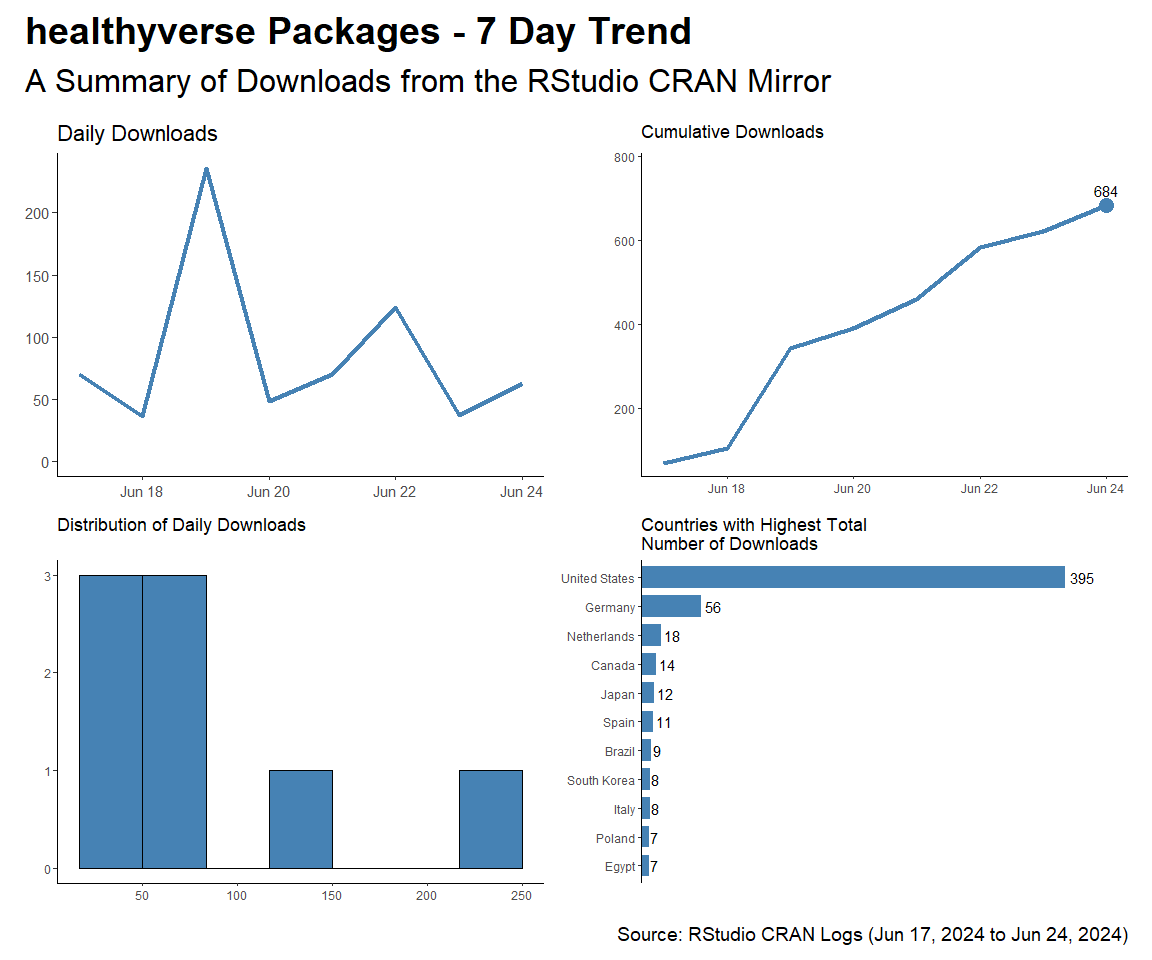 healthyverse Packages - 7 Day Trend
A Summary of Downloads from the RStudio CRAN Mirror
Daily Downloads
200
150
100
50
0
Jun 18 Jun 20 Jun 22 Jun 24
Cumulative Downloads
800
600
400
200
684
Jun 18 Jun 20 Jun 22 Jun 24
Distribution of Daily Downloads
3
2
1
0
50 100 150 200 250
Countries with Highest Total
Number of Downloads
United States 395
Germany 56
Netherlands 18
Canada 14
Japan 12
Spain 11
Brazil 9
South Korea 8
Italy 8
Poland 7
Egypt 7
Source: RStudio CRAN Logs (Jun 17, 2024 to Jun 24, 2024)